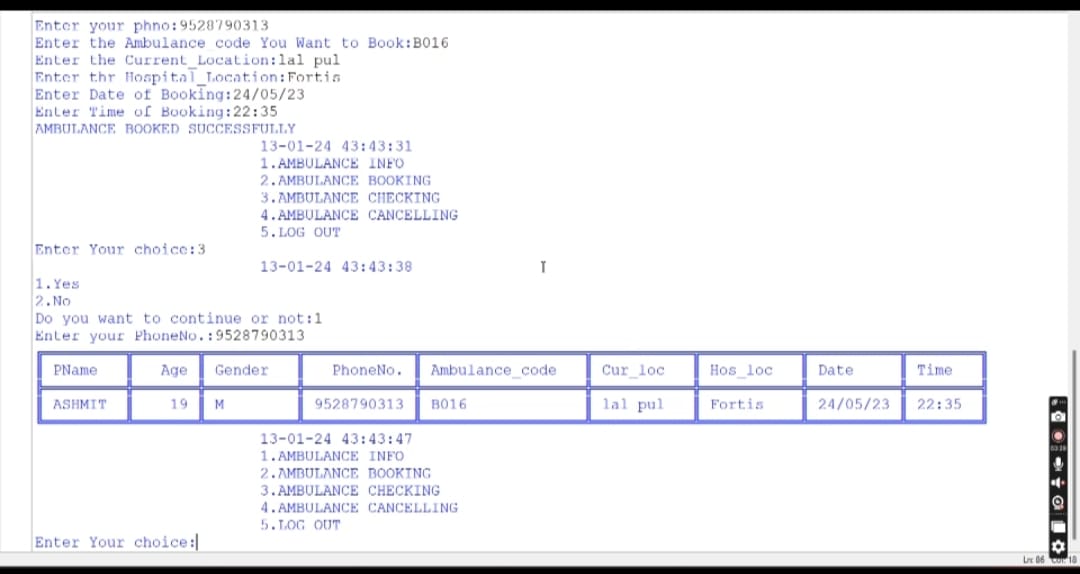 Enter your phno:9528790313
Enter the Ambulance code You Want to Book:B016
Enter the Current_Location:lal pul
Enter thr Hospital_Location:Fortis
Enter Date of Booking:24/05/23
Enter Time of Booking:22:35
AMBULANCE BOOKED SUCCESSFULLY
13-01-24 43:43:31
1.AMBULANCE INFO
2.AMBULANCE BOOKING
3.AMBULANCE CHECKING
4.AMBULANCE CANCELLING
5.LOG OUT
Enter Your choice:3
13-01-24 43:43:38
1.Yes
2.No
Do you want to continue or not:1
Enter your PhoneNo.:9528790313
PName Age Gender PhoneNo. Ambulance_code Cur_loc Hos_loc Date Time
ASHMIT 19 M 9528790313 B016 lal pul Fortis 24/05/23 22:35
13-01-24 43:43:47
1.AMBULANCE INFO
2.AMBULANCE BOOKING
3.AMBULANCE CHECKING
4.AMBULANCE CANCELLING
5.LOG OUT
Enter Your choice:
Ln: 86